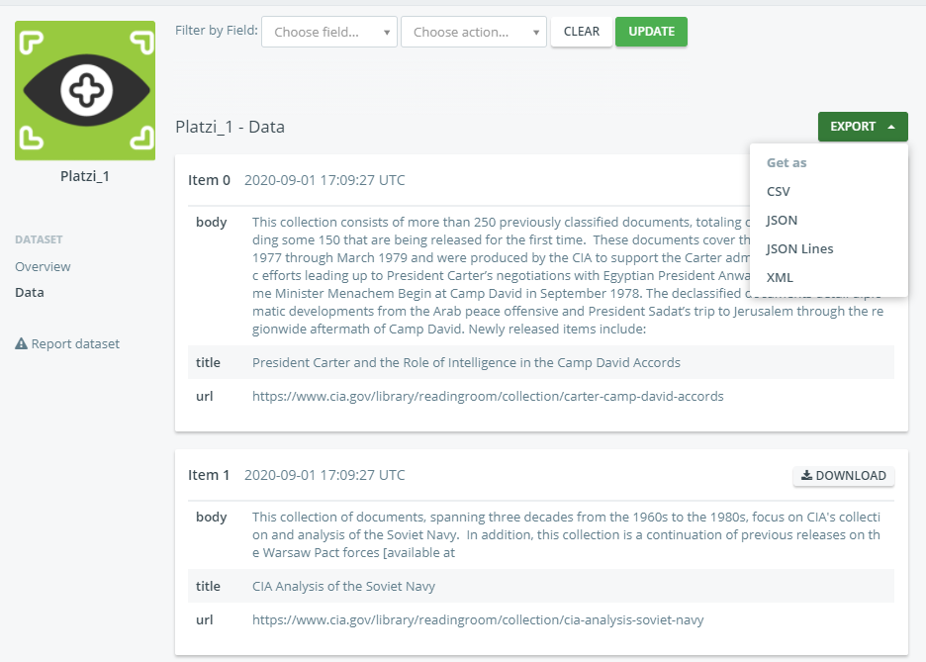 Filter by Field: Choose field... Choose action... CLEAR UPDATE
Platzi_1 - Data
EXPORT
Get as
CSV
JSON
JSON Lines
XML
Platzi_1
DATASET
Overview
Data
Report dataset
Item 0 2020-09-01 17:09:27 UTC
body This collection consists of more than 250 previously classified documents, totaling
ding some 150 that are being released for the first time. These documents cover th
1977 through March 1979 and were produced by the CIA to support the Carter adm
c efforts leading up to President Carter's negotiations with Egyptian President Anwa
me Minister Menachem Begin at Camp David in September 1978. The declassified
matic developments from the Arab peace offensive and President Sadat's trip to Jerusalem through the re
gionwide aftermath of Camp David. Newly released items include:
title President Carter and the Role of Intelligence in the Camp David Accords
url https://www.cia.gov/library/readingroom/collection/carter-camp-david-accords
Item 1 2020-09-01 17:09:27 UTC DOWNLOAD
body This collection of documents, spanning three decades from the 1960s to the 1980s, focus on CIA's collecti
on and analysis of the Soviet Navy. In addition, this collection is a continuation of previous releases on th
e Warsaw Pact forces [available at
title CIA Analysis of the Soviet Navy
url https://www.cia.gov/library/readingroom/collection/cia-analysis-soviet-navy